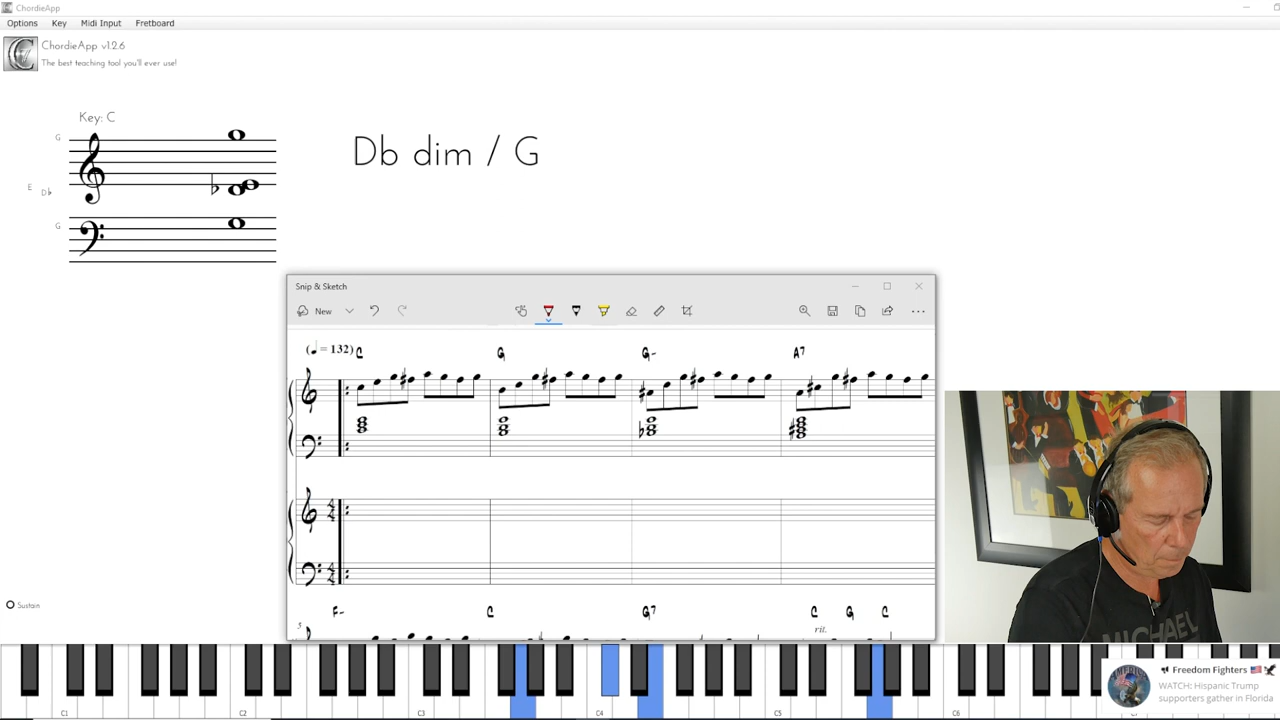 ChordieApp
Options Key Midi Input Fretboard
ChordieApp v1.2.6
The best teaching tool you'll ever use!
Key: C
G
E
Db
G
Db dim / G
Snip & Sketch
New
(♩ = 132) C G G- A7
F- C G7 C G C
5
rit.
Sustain
MICHAEL
C1 C2 C3 C4 C5 C6
Freedom Fighters 🇺🇸
WATCH: Hispanic Trump
supporters gather in Florida